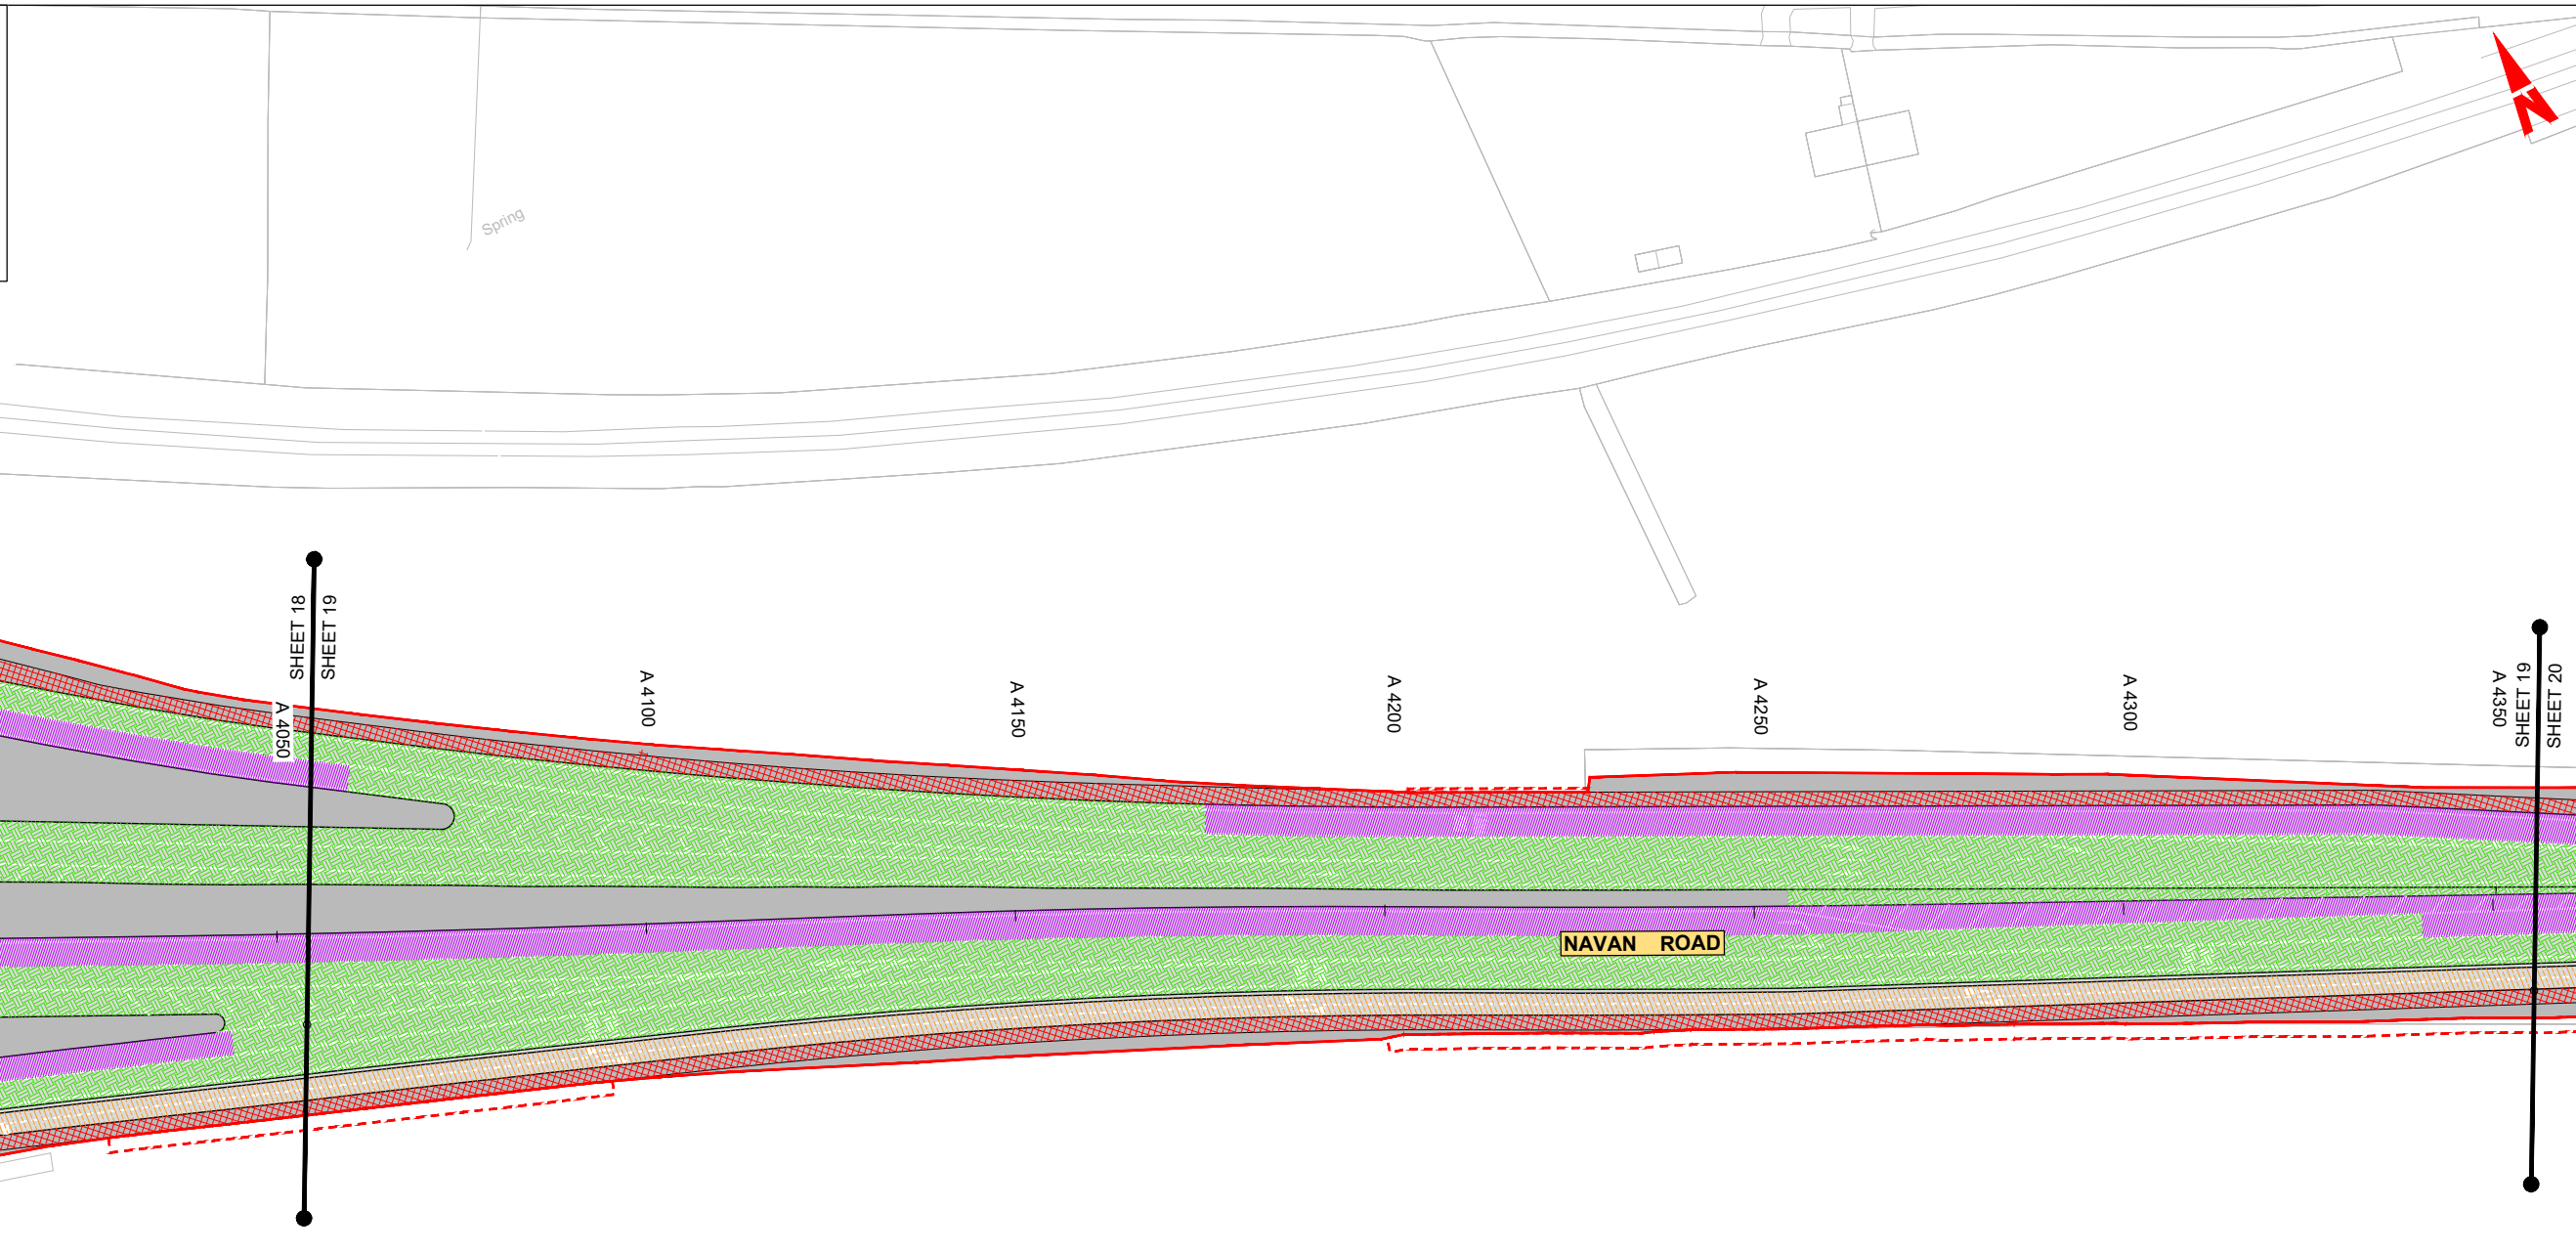 N
Spring
SHEET 18
SHEET 19
A 4050
A 4100
A 4150
A 4200
A 4250
A 4300
A 4350
SHEET 19
SHEET 20
NAVAN ROAD